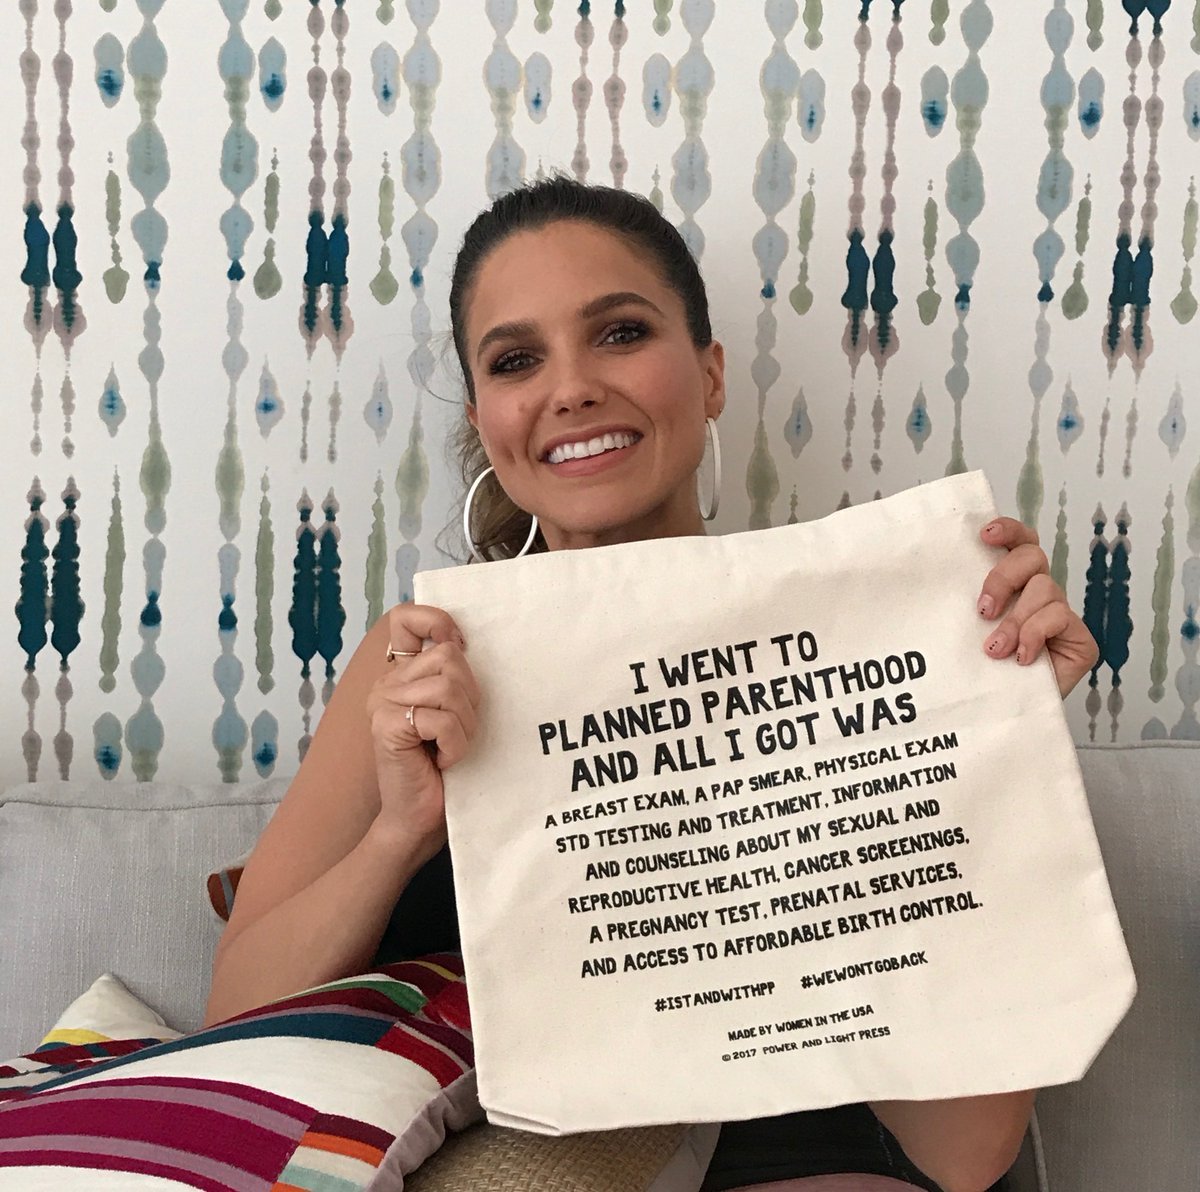 I WENT TO
PLANNED PARENTHOOD
AND ALL I GOT WAS
A BREAST EXAM, A PAP SMEAR, PHYSICAL EXAM
STD TESTING AND TREATMENT, INFORMATION
AND COUNSELING ABOUT MY SEXUAL AND
REPRODUCTIVE HEALTH, CANCER SCREENINGS,
A PREGNANCY TEST, PRENATAL SERVICES,
AND ACCESS TO AFFORDABLE BIRTH CONTROL.
#ISTANDWITHPP #WEWONTGOBACK
MADE BY WOMEN IN THE USA
©2017 POWER AND LIGHT PRESS